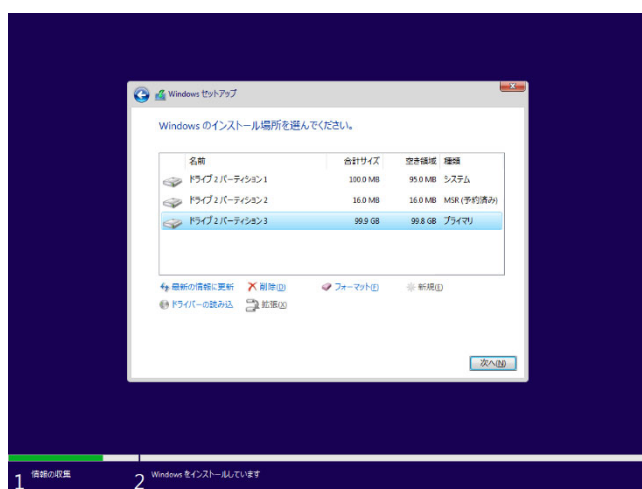 Windows セットアップ
Windows のインストール場所を選んでください。
名前 合計サイズ 空き領域 種類
ドライブ 2 パーティション 1 100.0 MB 95.0 MB システム
ドライブ 2 パーティション 2 16.0 MB 16.0 MB MSR (予約済み)
ドライブ 2 パーティション 3 99.9 GB 99.8 GB プライマリ
最新の情報に更新 削除(D) フォーマット(F) 新規(E)
ドライバーの読み込 拡張(X)
次へ(N)
1 情報の収集 2 Windows をインストールしています